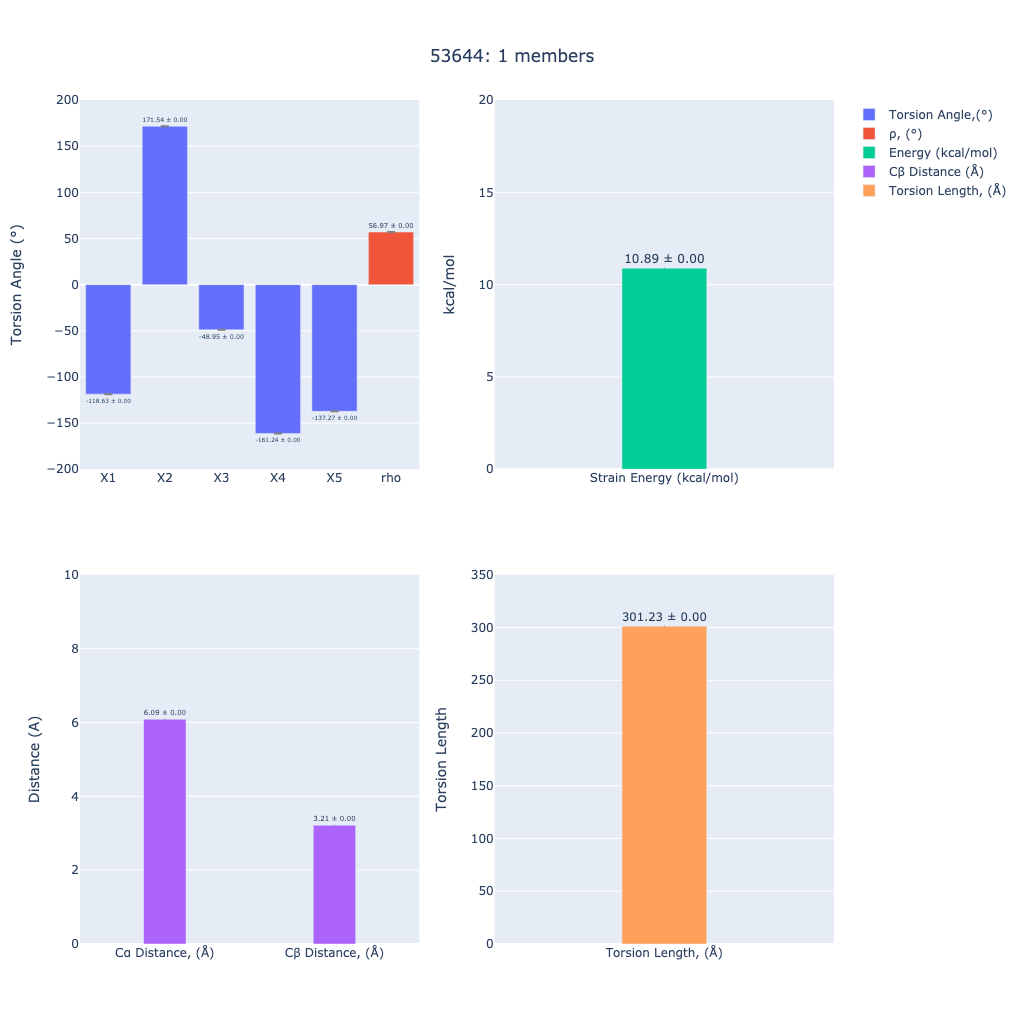 53644: 1 members
Torsion Angle (°)
200
150
100
50
0
−50
−100
−150
−200
171.54 ± 0.00
56.97 ± 0.00
-48.95 ± 0.00
-118.63 ± 0.00
-137.27 ± 0.00
-161.24 ± 0.00
X1 X2 X3 X4 X5 rho
kcal/mol
20
15
10
5
0
10.89 ± 0.00
Strain Energy (kcal/mol)
Torsion Angle,(°)
ρ, (°)
Energy (kcal/mol)
Cβ Distance (Å)
Torsion Length, (Å)
Distance (A)
10
8
6
4
2
0
6.09 ± 0.00
3.21 ± 0.00
Cα Distance, (Å) Cβ Distance, (Å)
Torsion Length
350
300
250
200
150
100
50
0
301.23 ± 0.00
Torsion Length, (Å)